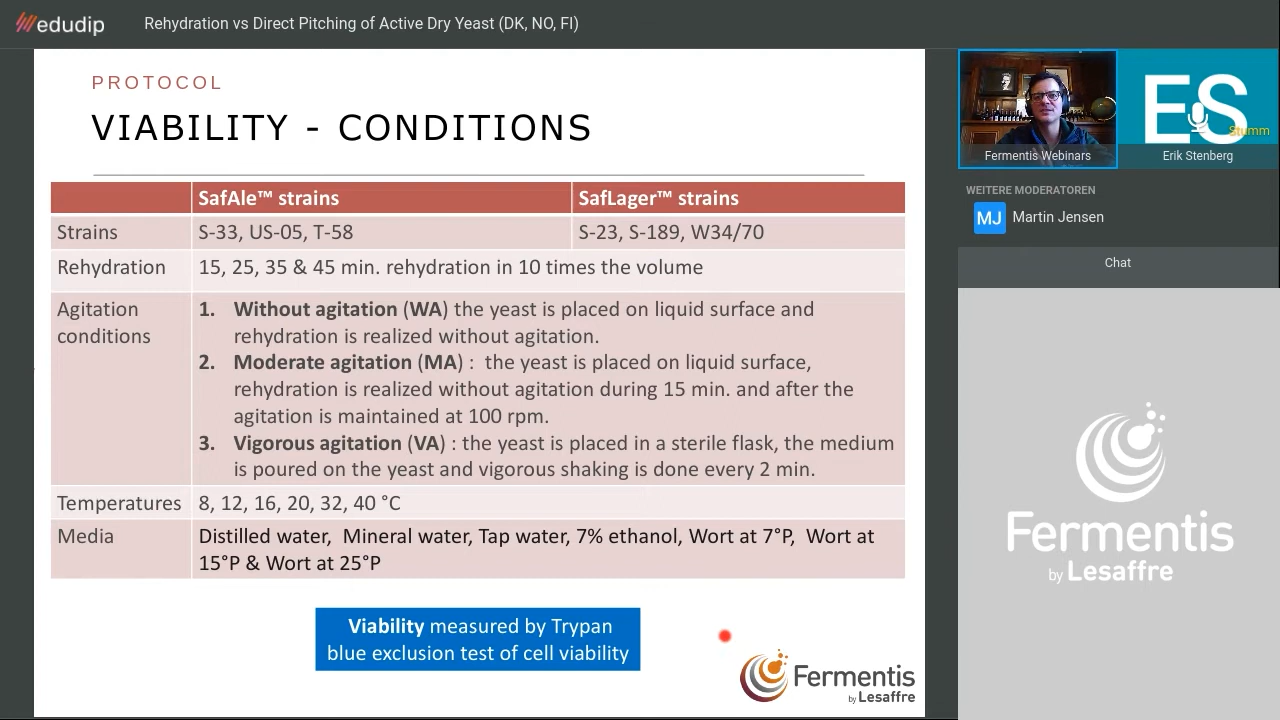 edudip
Rehydration vs Direct Pitching of Active Dry Yeast (DK, NO, FI)
PROTOCOL
VIABILITY - CONDITIONS
SafAle™ strains
SafLager™ strains
Strains
S-33, US-05, T-58
S-23, S-189, W34/70
Rehydration
15, 25, 35 & 45 min. rehydration in 10 times the volume
Agitation
conditions
1. Without agitation (WA) the yeast is placed on liquid surface and
rehydration is realized without agitation.
2. Moderate agitation (MA) : the yeast is placed on liquid surface,
rehydration is realized without agitation during 15 min. and after the
agitation is maintained at 100 rpm.
3. Vigorous agitation (VA) : the yeast is placed in a sterile flask, the medium
is poured on the yeast and vigorous shaking is done every 2 min.
Temperatures
8, 12, 16, 20, 32, 40 °C
Media
Distilled water, Mineral water, Tap water, 7% ethanol, Wort at 7°P, Wort at
15°P & Wort at 25°P
Viability measured by Trypan
blue exclusion test of cell viability
Fermentis
by Lesaffre
Fermentis Webinars
ES
Stumm
Erik Stenberg
WEITERE MODERATOREN
MJ
Martin Jensen
Chat
Fermentis
by Lesaffre